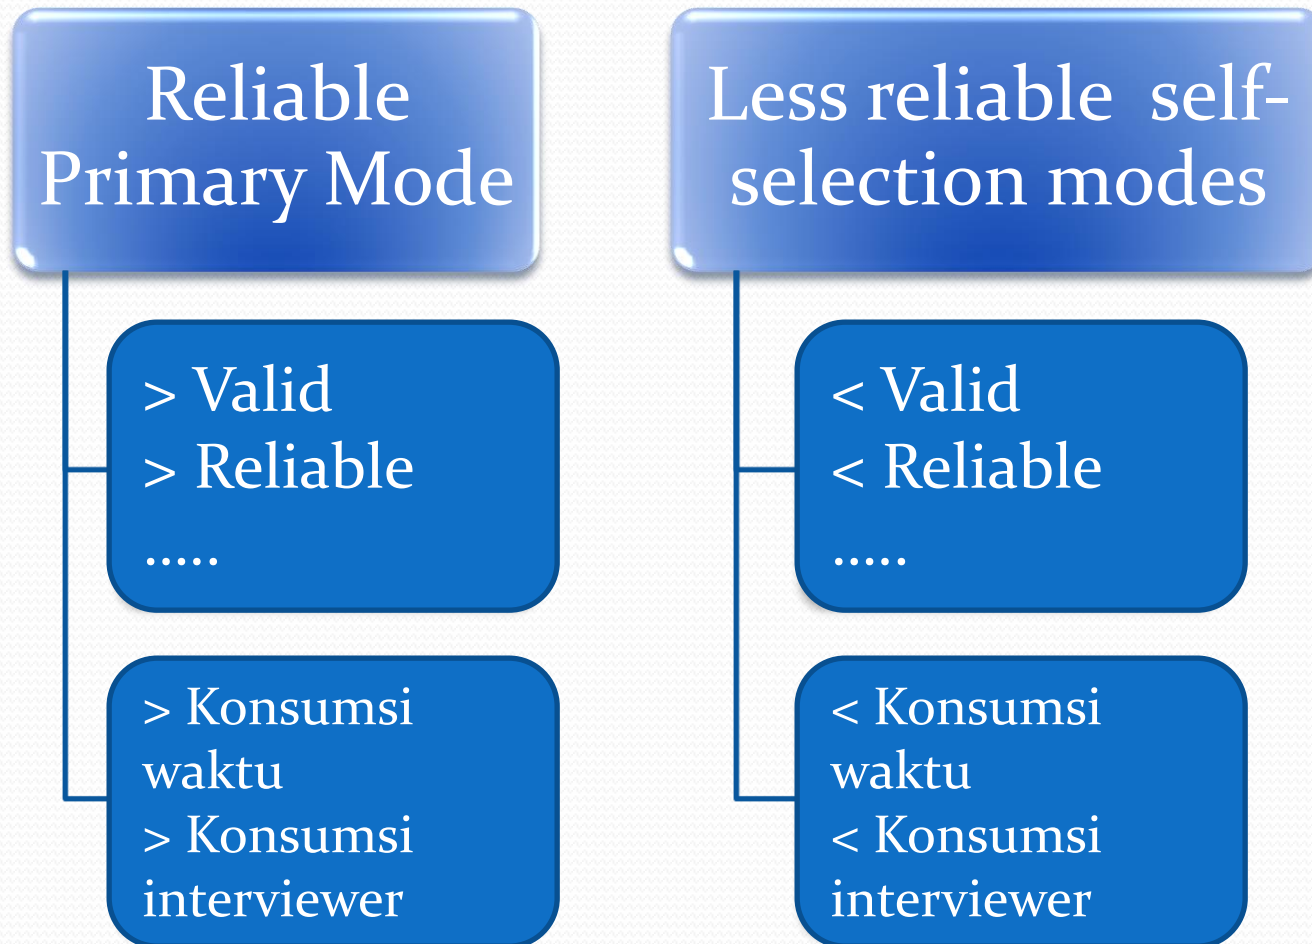 Reliable
Primary Mode
> Valid
> Reliable
.....
> Konsumsi
waktu
> Konsumsi
interviewer
Less reliable self-
selection modes
< Valid
< Reliable
.....
< Konsumsi
waktu
< Konsumsi
interviewer